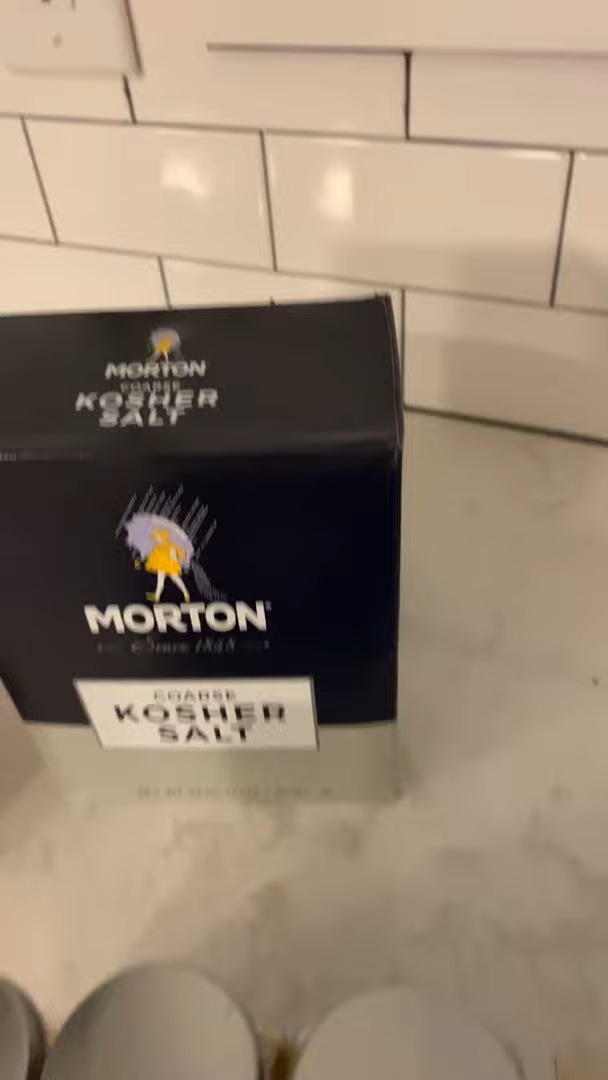 MORTON
COARSE
KOSHER
SALT
MORTON
Since 1848
COARSE
KOSHER
SALT